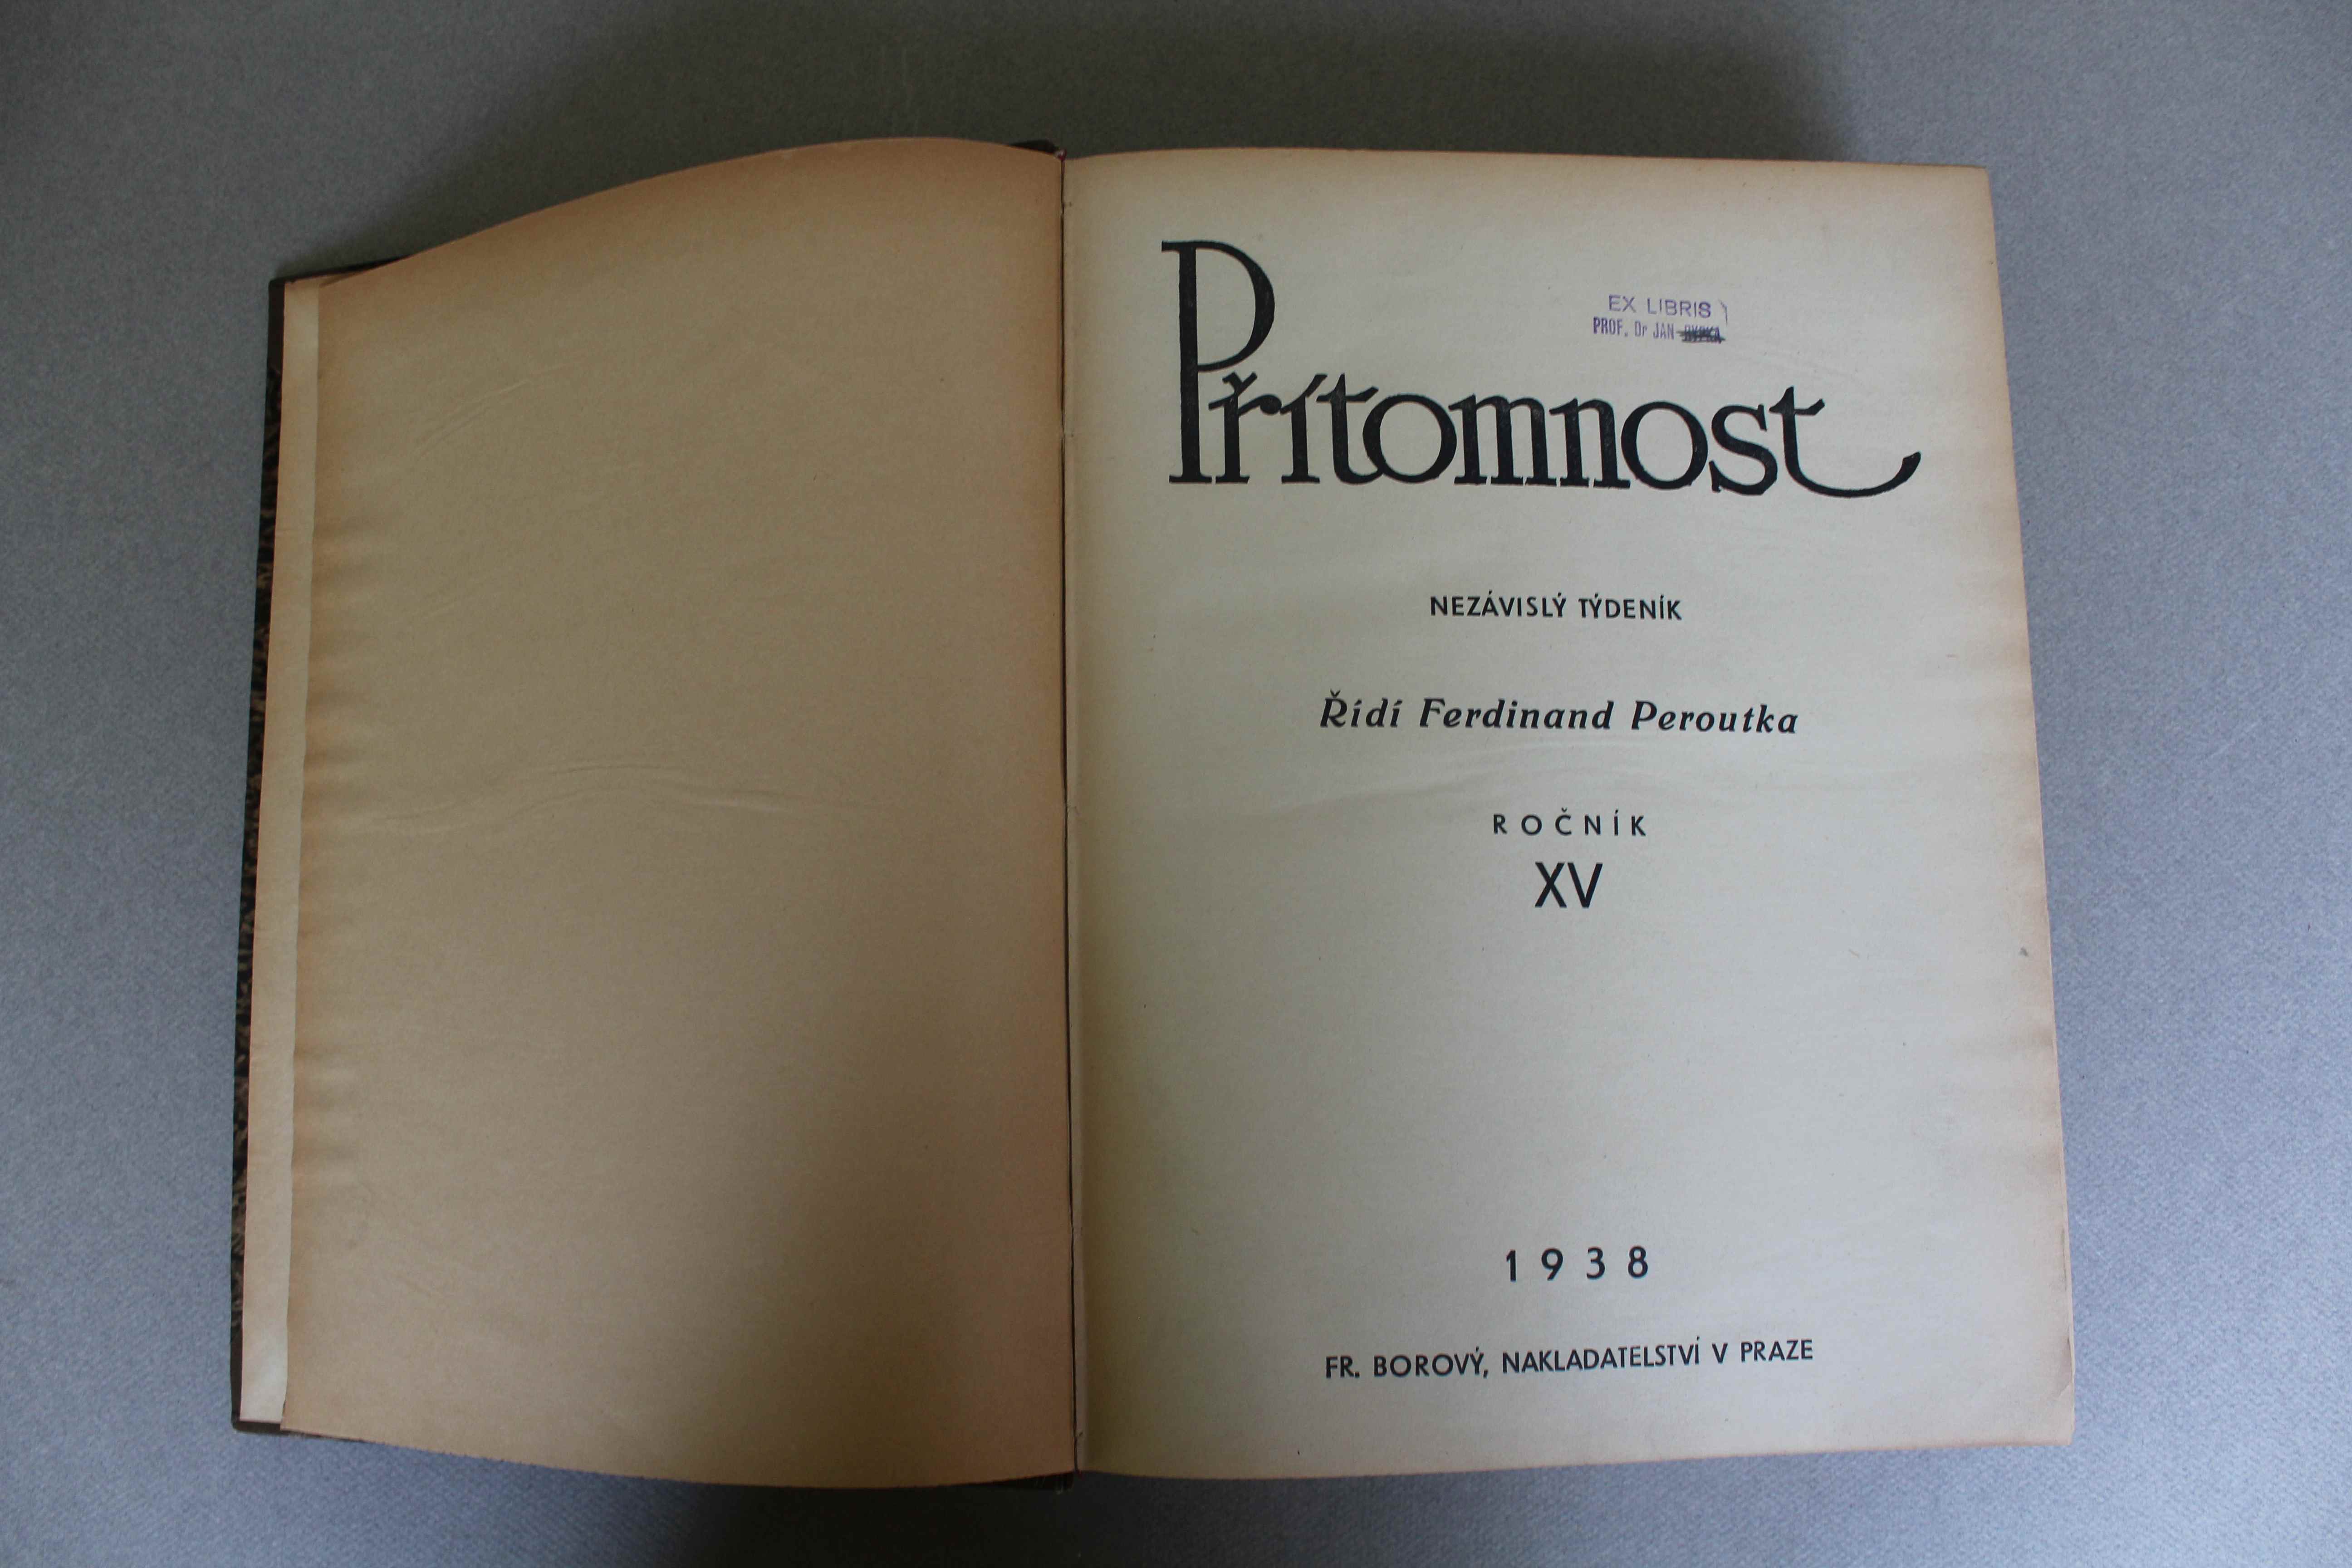 EX LIBRIS
PROF. Dr JAN
Přítomnost
NEZÁVISLÝ TÝDENÍK
Řídí Ferdinand Peroutka
ROČNÍK
XV
1938
FR. BOROVÝ, NAKLADATELSTVÍ V PRAZE